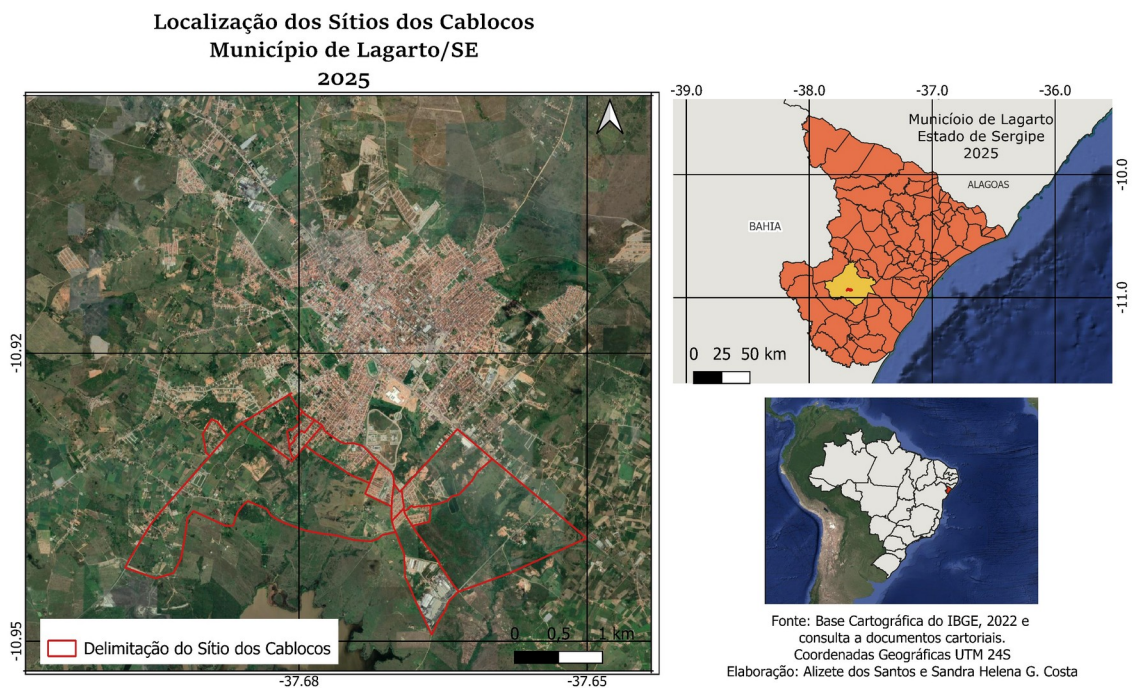 Localização dos Sítios dos Cablocos
Município de Lagarto/SE
2025
-10.92
-10.95
-37.68
-37.65
0 0,5 1 km
Delimitação do Sítio dos Cablocos
-39.0 -38.0 -37.0 -36.0
Municíoio de Lagarto
Estado de Sergipe
2025
ALAGOAS
BAHIA
-10.0
-11.0
0 25 50 km
Fonte: Base Cartográfica do IBGE, 2022 e
consulta a documentos cartoriais.
Coordenadas Geográficas UTM 24S
Elaboração: Alizete dos Santos e Sandra Helena G. Costa